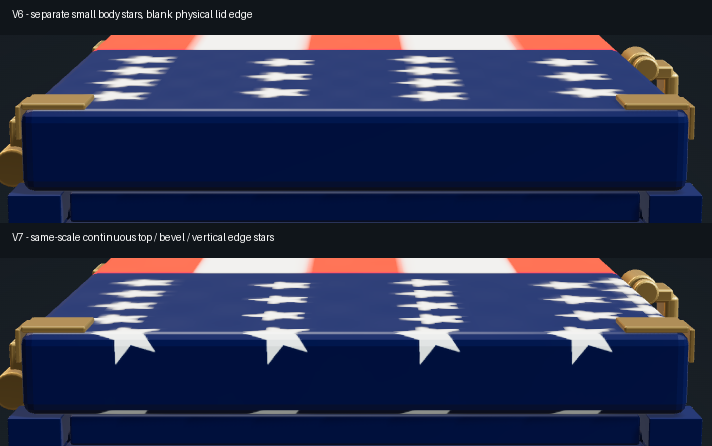 V6 - separate small body stars, blank physical lid edge
V7 - same-scale continuous top / bevel / vertical edge stars